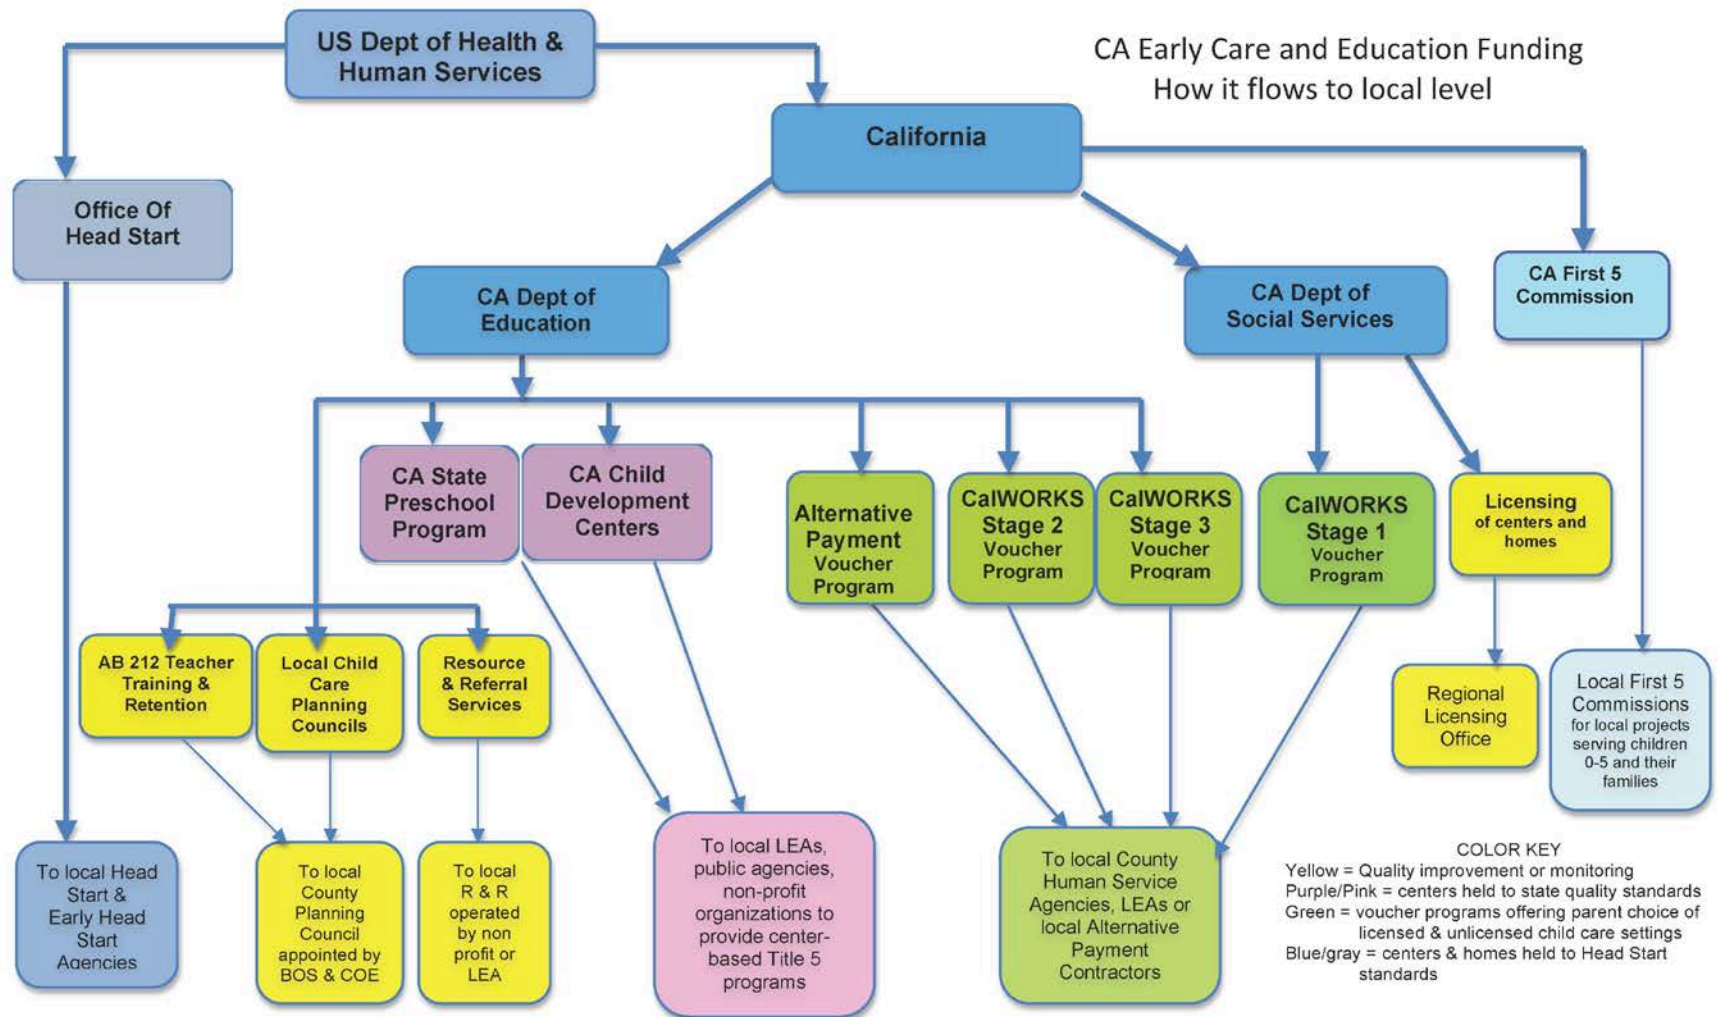 US Dept of Health &
Human Services
CA Early Care and Education Funding
How it flows to local level
California
Office Of
Head Start
CA Dept of
Education
CA Dept of
Social Services
CA First 5
Commission
CA State
Preschool
Program
CA Child
Development
Centers
Alternative
Payment
Voucher
Program
CalWORKS
Stage 2
Voucher
Program
CalWORKS
Stage 3
Voucher
Program
CalWORKS
Stage 1
Voucher
Program
Licensing
of centers and
homes
AB 212 Teacher
Training &
Retention
Local Child
Care
Planning
Councils
Resource
& Referral
Services
Regional
Licensing
Office
Local First 5
Commissions
for local projects
serving children
0-5 and their
families
To local Head
Start &
Early Head
Start
Agencies
To local
County
Planning
Council
appointed by
BOS & COE
To local
R & R
operated
by non
profit or
LEA
To local LEAs,
public agencies,
non-profit
organizations to
provide center-
based Title 5
programs
To local County
Human Service
Agencies, LEAs or
local Alternative
Payment
Contractors
COLOR KEY
Yellow = Quality improvement or monitoring
Purple/Pink = centers held to state quality standards
Green = voucher programs offering parent choice of
licensed & unlicensed child care settings
Blue/gray = centers & homes held to Head Start
standards